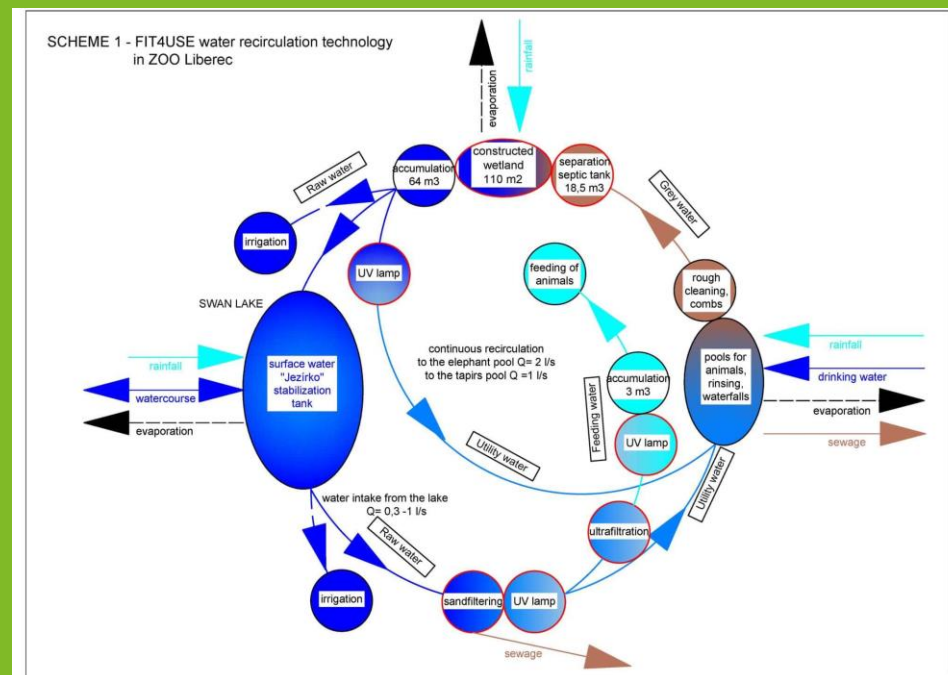 SCHEME 1 - FIT4USE water recirculation technology
in ZOO Liberec
evaporation
rainfall
Raw water
accumulation
64 m3
constructed
wetland
110 m2
separation
septic tank
18,5 m3
Grey water
irrigation
UV lamp
feeding of
animals
rough
cleaning,
combs
SWAN LAKE
rainfall
watercourse
evaporation
surface water
"Jezírko"
stabilization
tank
continuous recirculation
to the elephant pool Q= 2 l/s
to the tapirs pool Q =1 l/s
accumulation
3 m3
Feeding water
UV lamp
pools for
animals,
rinsing,
waterfalls
rainfall
drinking water
evaporation
sewage
Utility water
Utility water
water intake from the lake
Q= 0,3 -1 l/s
Raw water
ultrafiltration
irrigation
sandfiltering
UV lamp
sewage